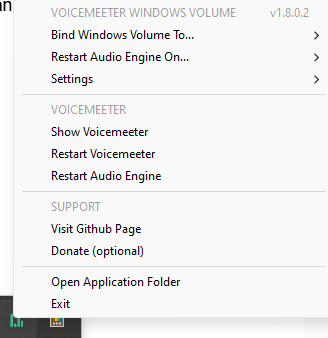 an
VOICEMEETER WINDOWS VOLUME v1.8.0.2
Bind Windows Volume To...
Restart Audio Engine On...
Settings
VOICEMEETER
Show Voicemeeter
Restart Voicemeeter
Restart Audio Engine
SUPPORT
Visit Github Page
Donate (optional)
Open Application Folder
Exit